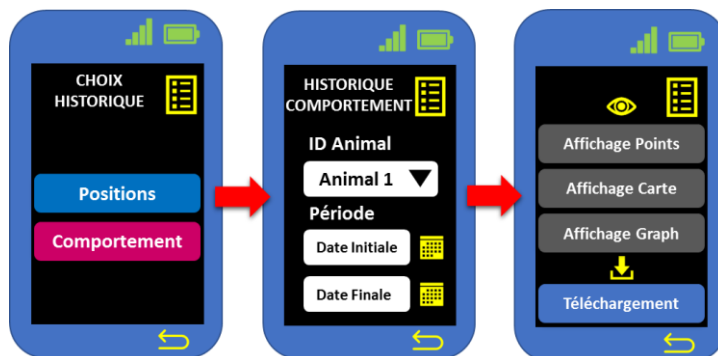 CHOIX
HISTORIQUE
Positions
Comportement
HISTORIQUE
COMPORTEMENT
ID Animal
Animal 1
Période
Date Initiale
Date Finale
Affichage Points
Affichage Carte
Affichage Graph
Téléchargement